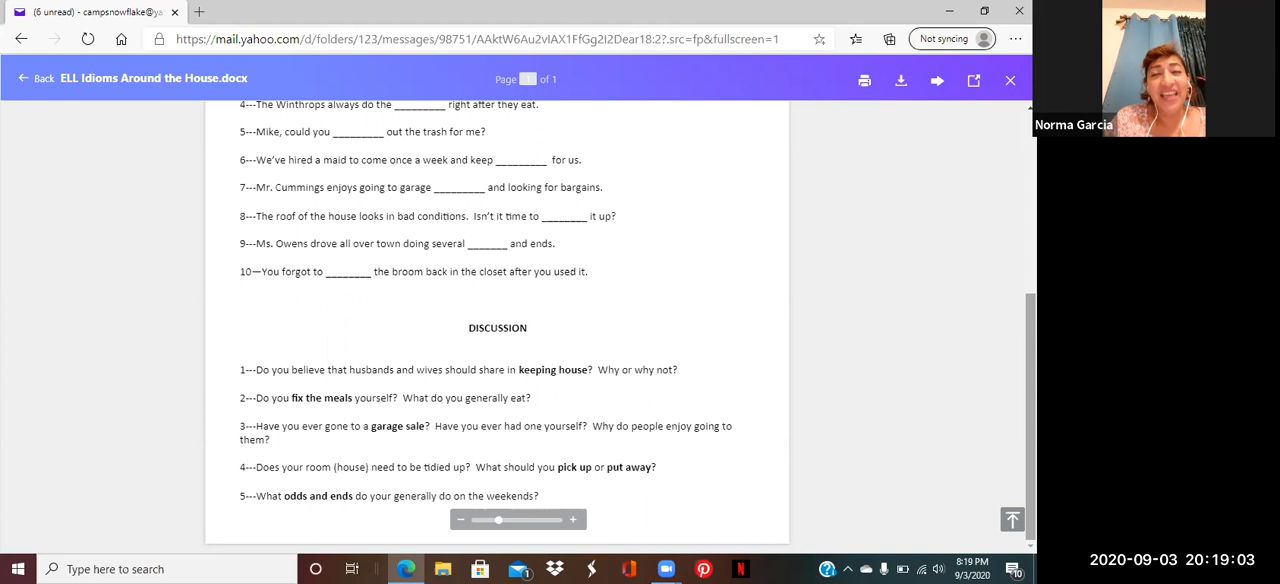 (6 unread) - campsnowflake@ya
https://mail.yahoo.com/d/folders/123/messages/98751/AAktW6Au2vIAX1FfGg2I2Dear18:2?.src=fp&fullscreen=1
Not syncing
Back ELL Idioms Around the House.docx
Page 1 of 1
Norma Garcia
4---The Winthrops always do the _________ right after they eat.
5---Mike, could you _________ out the trash for me?
6---We've hired a maid to come once a week and keep _________ for us.
7---Mr. Cummings enjoys going to garage _________ and looking for bargains.
8---The roof of the house looks in bad conditions. Isn't it time to ________ it up?
9---Ms. Owens drove all over town doing several _______ and ends.
10—You forgot to ________ the broom back in the closet after you used it.
DISCUSSION
1---Do you believe that husbands and wives should share in keeping house? Why or why not?
2---Do you fix the meals yourself? What do you generally eat?
3---Have you ever gone to a garage sale? Have you ever had one yourself? Why do people enjoy going to
them?
4---Does your room (house) need to be tidied up? What should you pick up or put away?
5---What odds and ends do your generally do on the weekends?
Type here to search
1
8:19 PM
9/3/2020
10
2020-09-03 20:19:03